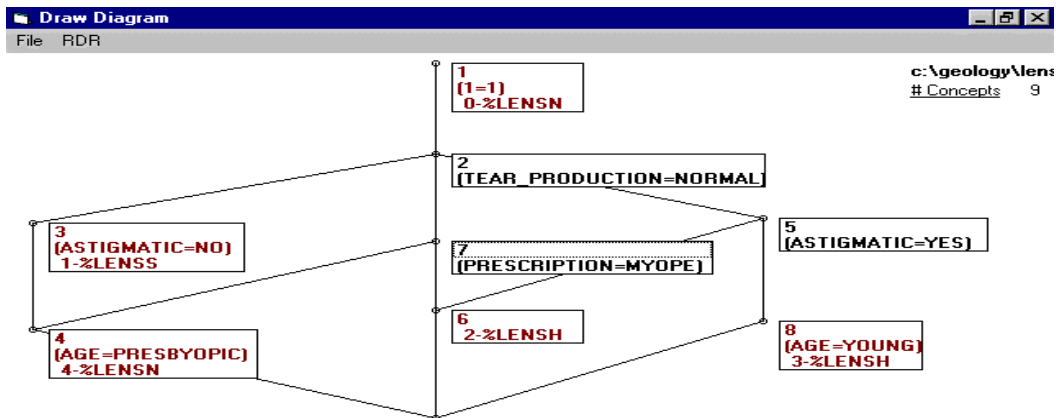 Draw Diagram
File RDR
1
(1=1)
0-%LENSN
c:\geology\lens
# Concepts 9
2
(TEAR_PRODUCTION=NORMAL)
3
(ASTIGMATIC=NO)
1-%LENSS
7
(PRESCRIPTION=MYOPE)
5
(ASTIGMATIC=YES)
4
(AGE=PRESBYOPIC)
4-%LENSN
6
2-%LENSH
8
(AGE=YOUNG)
3-%LENSH